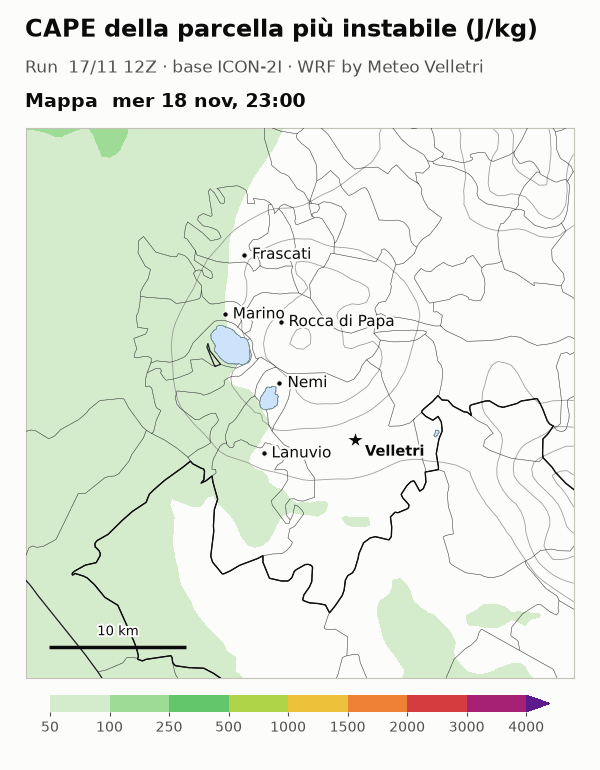 CAPE della parcella più instabile (J/kg)
Run  17/11 12Z · base ICON-2I · WRF by Meteo Velletri
Mappa  mer 18 nov, 23:00
Frascati
Marino
Rocca di Papa
Nemi
Velletri
Lanuvio
10 km
50 100 250 500 1000 1500 2000 3000 4000